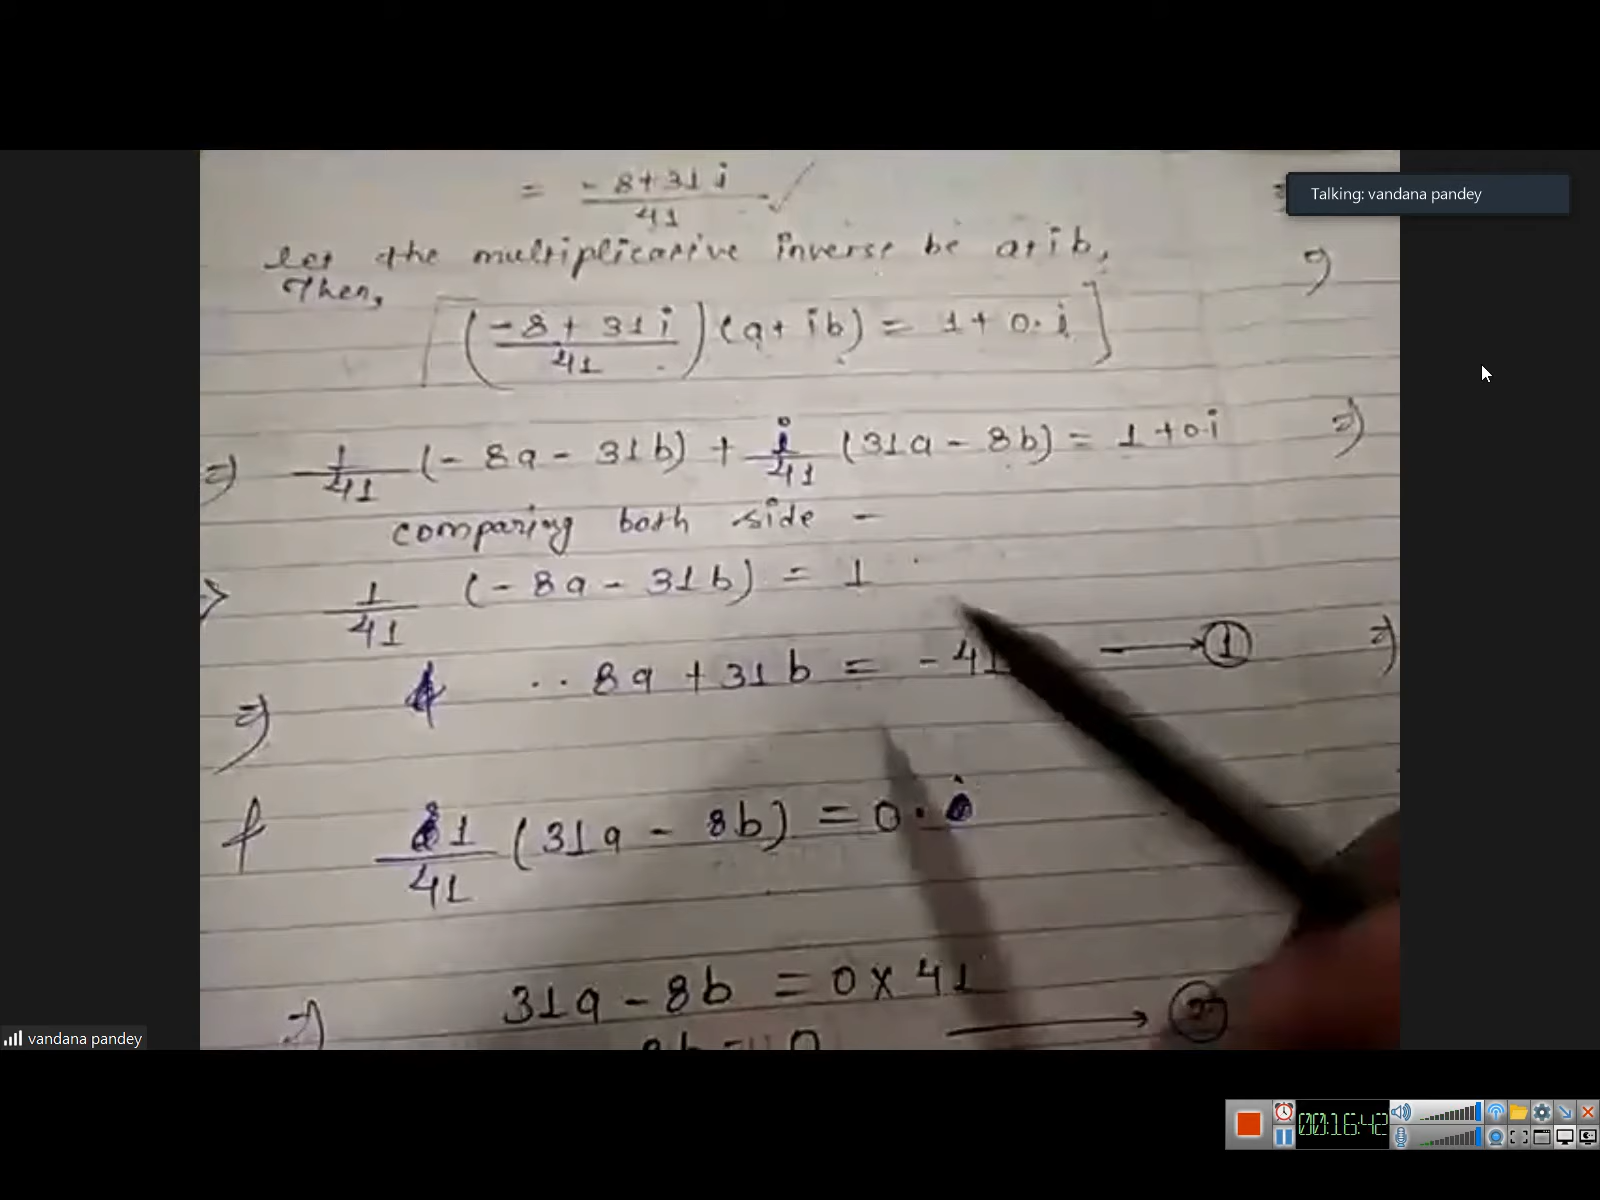 = -8+31i / 41 ✓
Talking: vandana pandey
let the multiplicative inverse be a+ib,
Then,
[(-8+31i / 41)(a+ib) = 1+0.i]
⇒ 1/41 (-8a-31b) + i/41 (31a-8b) = 1+0.i
comparing both side -
⇒ 1/41 (-8a-31b) = 1
⇒ 8a+31b = -41 → ①
1/41 (31a-8b) = 0.
⇒ 31a-8b = 0x41
→ ②
vandana pandey
00:16:42